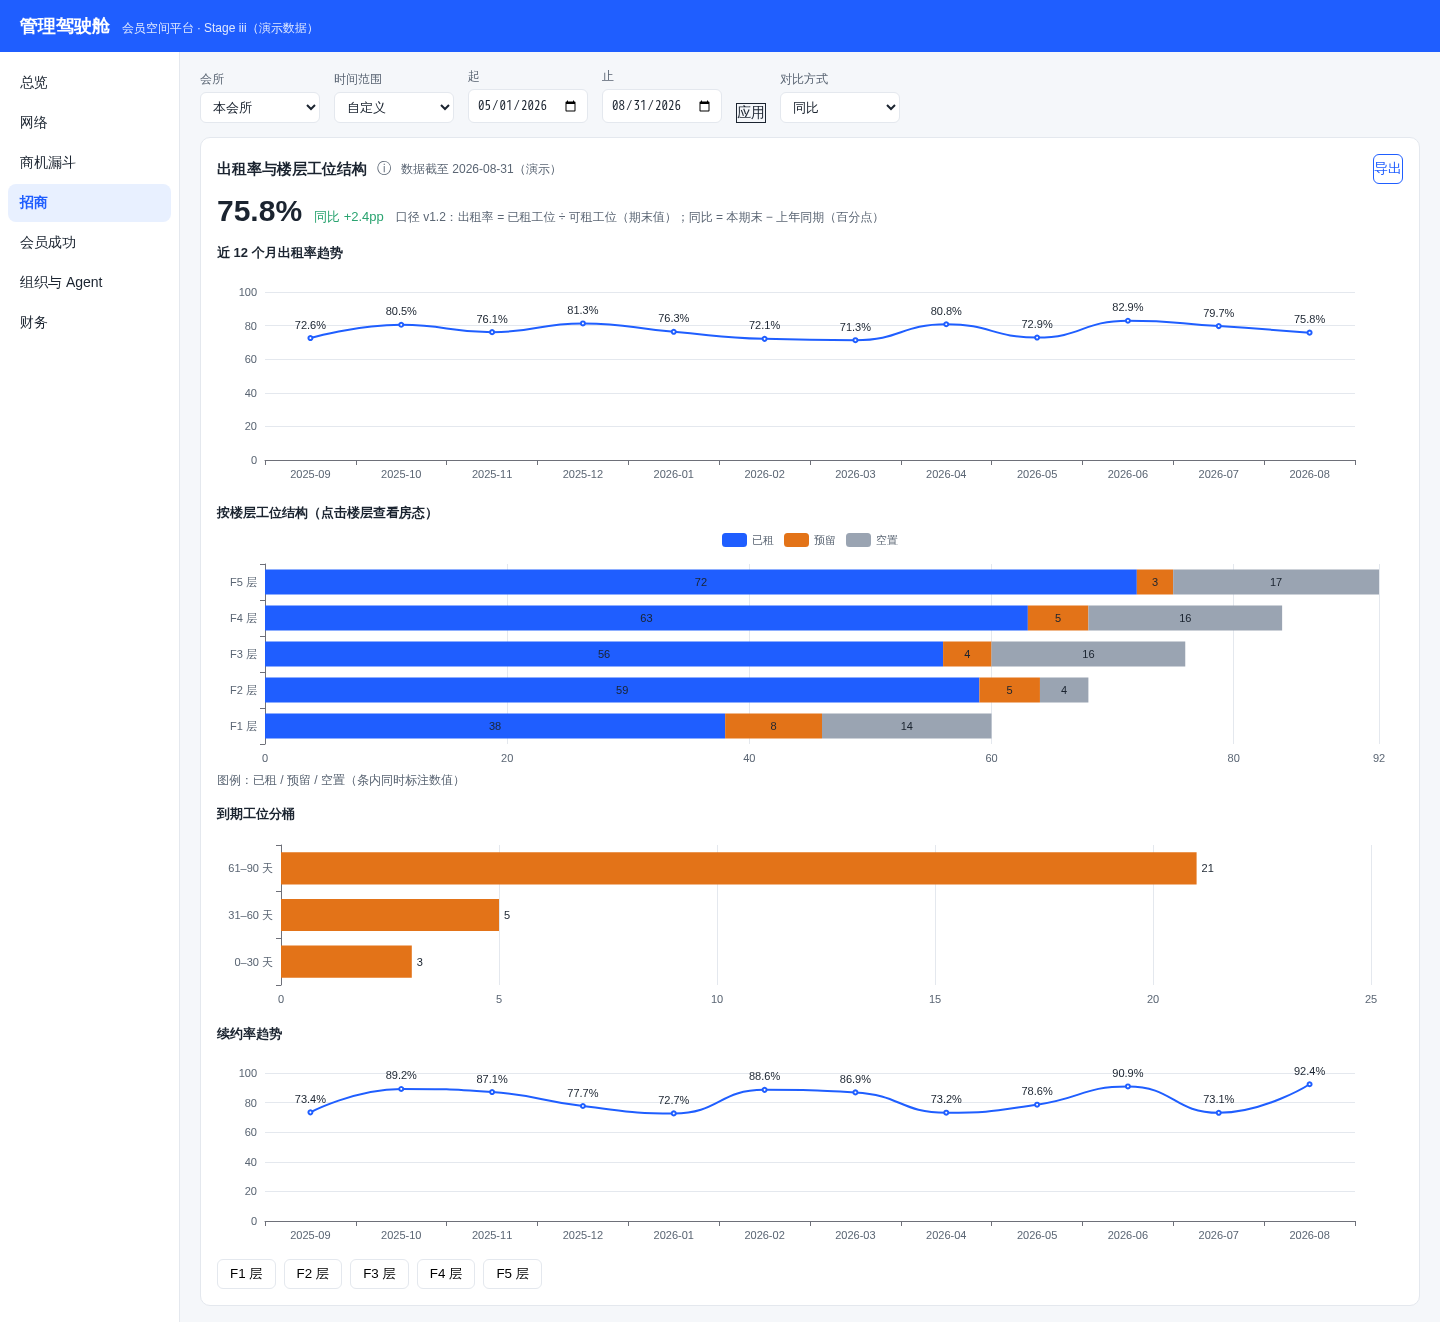 管理驾驶舱 会员空间平台 · Stage iii（演示数据）
总览
网络
商机漏斗
招商
会员成功
组织与 Agent
财务
会所 时间范围 起 止 对比方式
本会所 自定义 05/01/2026 08/31/2026 应用 同比
出租率与楼层工位结构 ⓘ 数据截至 2026-08-31（演示） 导出
75.8% 同比 +2.4pp 口径 v1.2：出租率 = 已租工位 ÷ 可租工位（期末值）；同比 = 本期末 − 上年同期（百分点）
近 12 个月出租率趋势
100
80
60
40
20
0
72.6% 80.5% 76.1% 81.3% 76.3% 72.1% 71.3% 80.8% 72.9% 82.9% 79.7% 75.8%
2025-09 2025-10 2025-11 2025-12 2026-01 2026-02 2026-03 2026-04 2026-05 2026-06 2026-07 2026-08
按楼层工位结构（点击楼层查看房态）
已租 预留 空置
F5 层 72 3 17
F4 层 63 5 16
F3 层 56 4 16
F2 层 59 5 4
F1 层 38 8 14
0 20 40 60 80 92
图例：已租 / 预留 / 空置（条内同时标注数值）
到期工位分桶
61–90 天 21
31–60 天 5
0–30 天 3
0 5 10 15 20 25
续约率趋势
100
80
60
40
20
0
73.4% 89.2% 87.1% 77.7% 72.7% 88.6% 86.9% 73.2% 78.6% 90.9% 73.1% 92.4%
2025-09 2025-10 2025-11 2025-12 2026-01 2026-02 2026-03 2026-04 2026-05 2026-06 2026-07 2026-08
F1 层 F2 层 F3 层 F4 层 F5 层